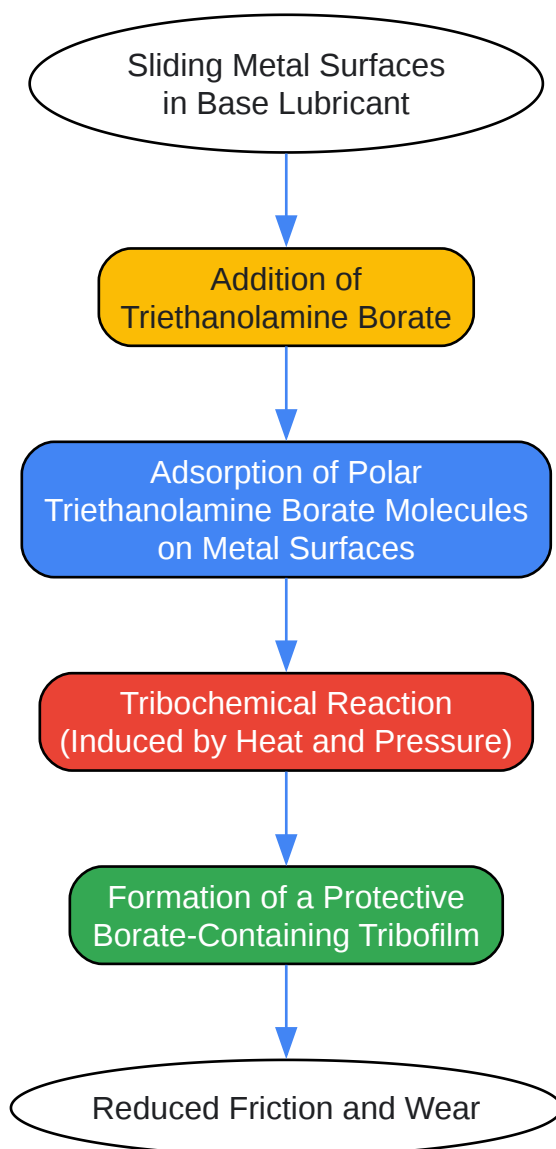 Sliding Metal Surfaces
in Base Lubricant
Addition of
Triethanolamine Borate
Adsorption of Polar
Triethanolamine Borate Molecules
on Metal Surfaces
Tribochemical Reaction
(Induced by Heat and Pressure)
Formation of a Protective
Borate-Containing Tribofilm
Reduced Friction and Wear